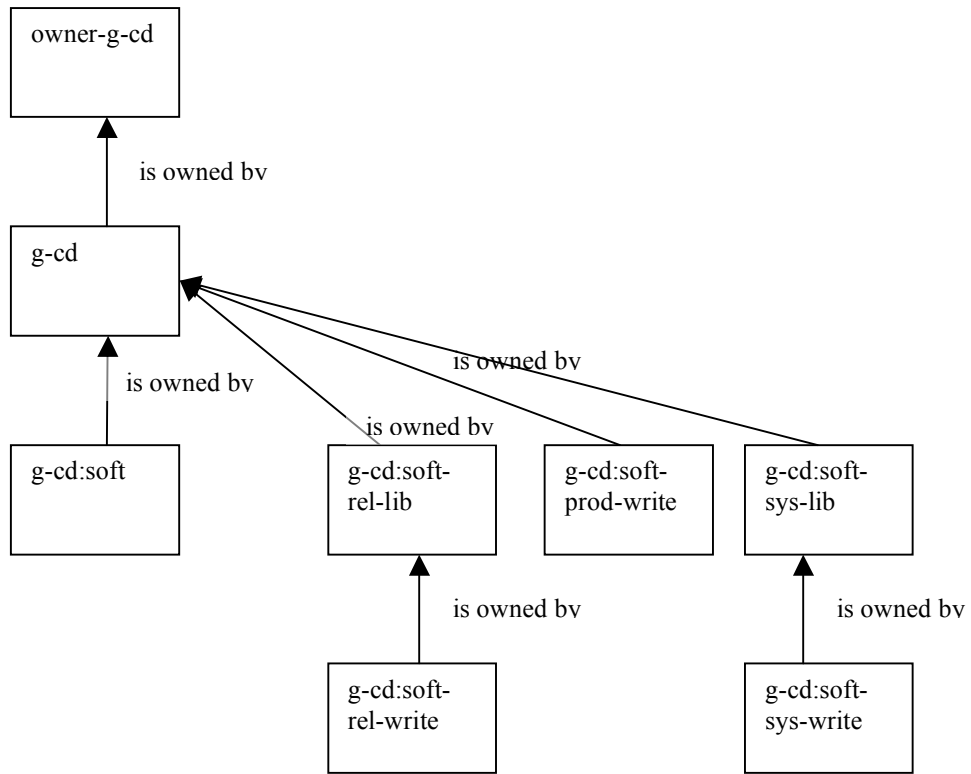 owner-g-cd
is owned bv
g-cd
is owned bv
is owned bv
is owned bv
g-cd:soft
g-cd:soft-
rel-lib
g-cd:soft-
prod-write
g-cd:soft-
sys-lib
is owned bv
is owned bv
g-cd:soft-
rel-write
g-cd:soft-
sys-write